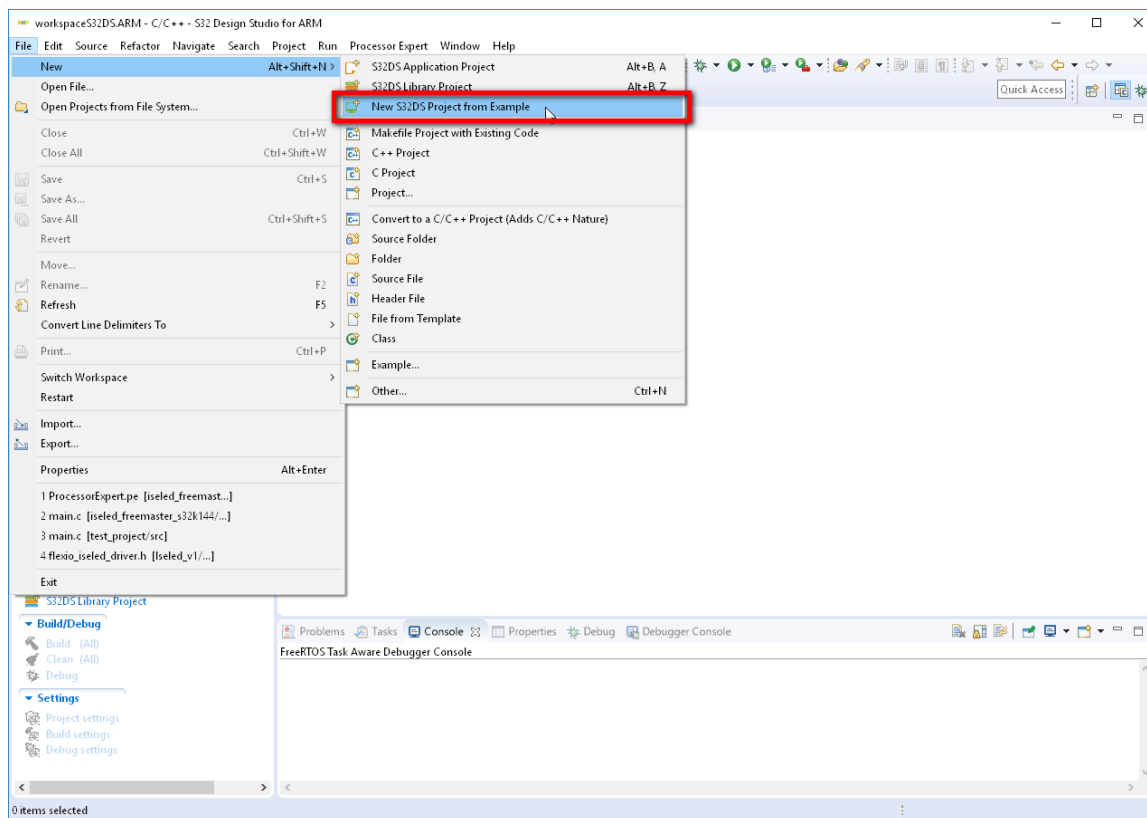 workspaceS32DS.ARM - C/C++ - S32 Design Studio for ARM
File Edit Source Refactor Navigate Search Project Run Processor Expert Window Help
New Alt+Shift+N >
Open File...
Open Projects from File System...
Close Ctrl+W
Close All Ctrl+Shift+W
Save Ctrl+S
Save As...
Save All Ctrl+Shift+S
Revert
Move...
Rename... F2
Refresh F5
Convert Line Delimiters To >
Print... Ctrl+P
Switch Workspace >
Restart
Import...
Export...
Properties Alt+Enter
1 ProcessorExpert.pe [iseled_freemast...]
2 main.c [iseled_freemaster_s32k144/...]
3 main.c [test_project/src]
4 flexio_iseled_driver.h [Iseled_v1/...]
Exit
S32DS Application Project Alt+B, A
S32DS Library Project Alt+B, Z
New S32DS Project from Example
Makefile Project with Existing Code
C++ Project
C Project
Project...
Convert to a C/C++ Project (Adds C/C++ Nature)
Source Folder
Folder
Source File
Header File
File from Template
Class
Example...
Other... Ctrl+N
Quick Access
S32DS Library Project
Build/Debug
Build (All)
Clean (All)
Debug
Settings
Project settings
Build settings
Debug settings
Problems Tasks Console Properties Debug Debugger Console
FreeRTOS Task Aware Debugger Console
0 items selected